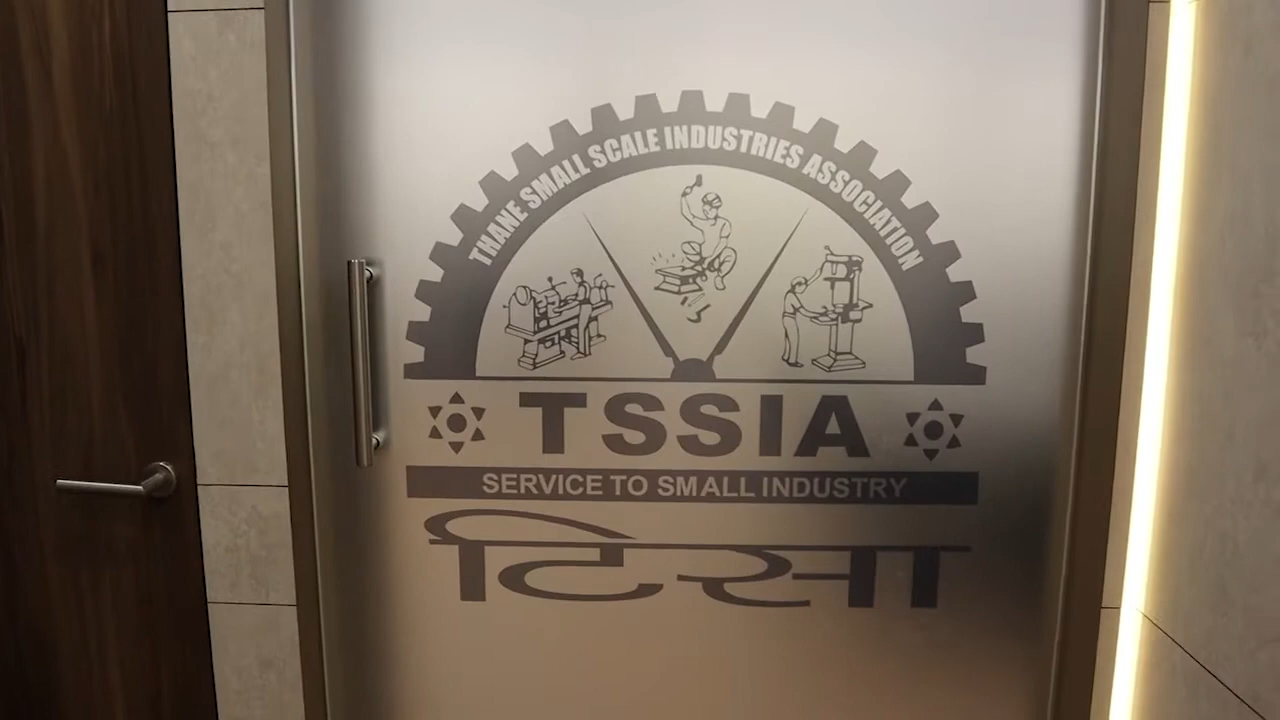 THANE SMALL SCALE INDUSTRIES ASSOCIATION
TSSIA
SERVICE TO SMALL INDUSTRY
टिसा